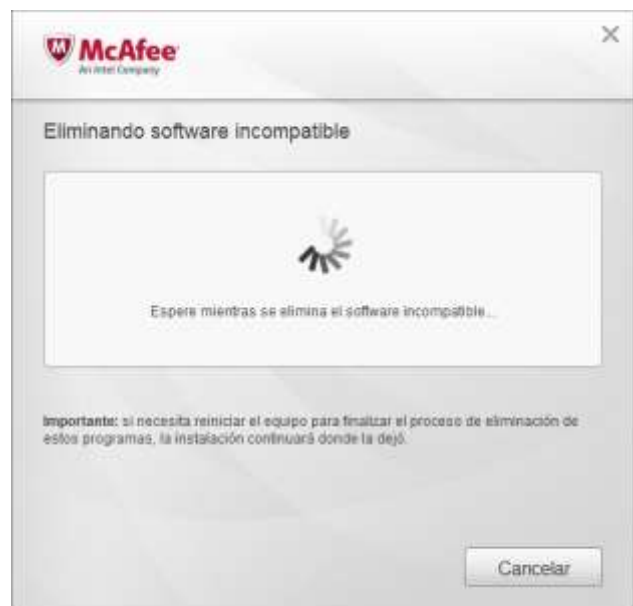 McAfee
An Intel Company
Eliminando software incompatible
Espere mientras se elimina el software incompatible...
Importante: si necesita reiniciar el equipo para finalizar el proceso de eliminación de
estos programas, la instalación continuará donde la dejó.
Cancelar